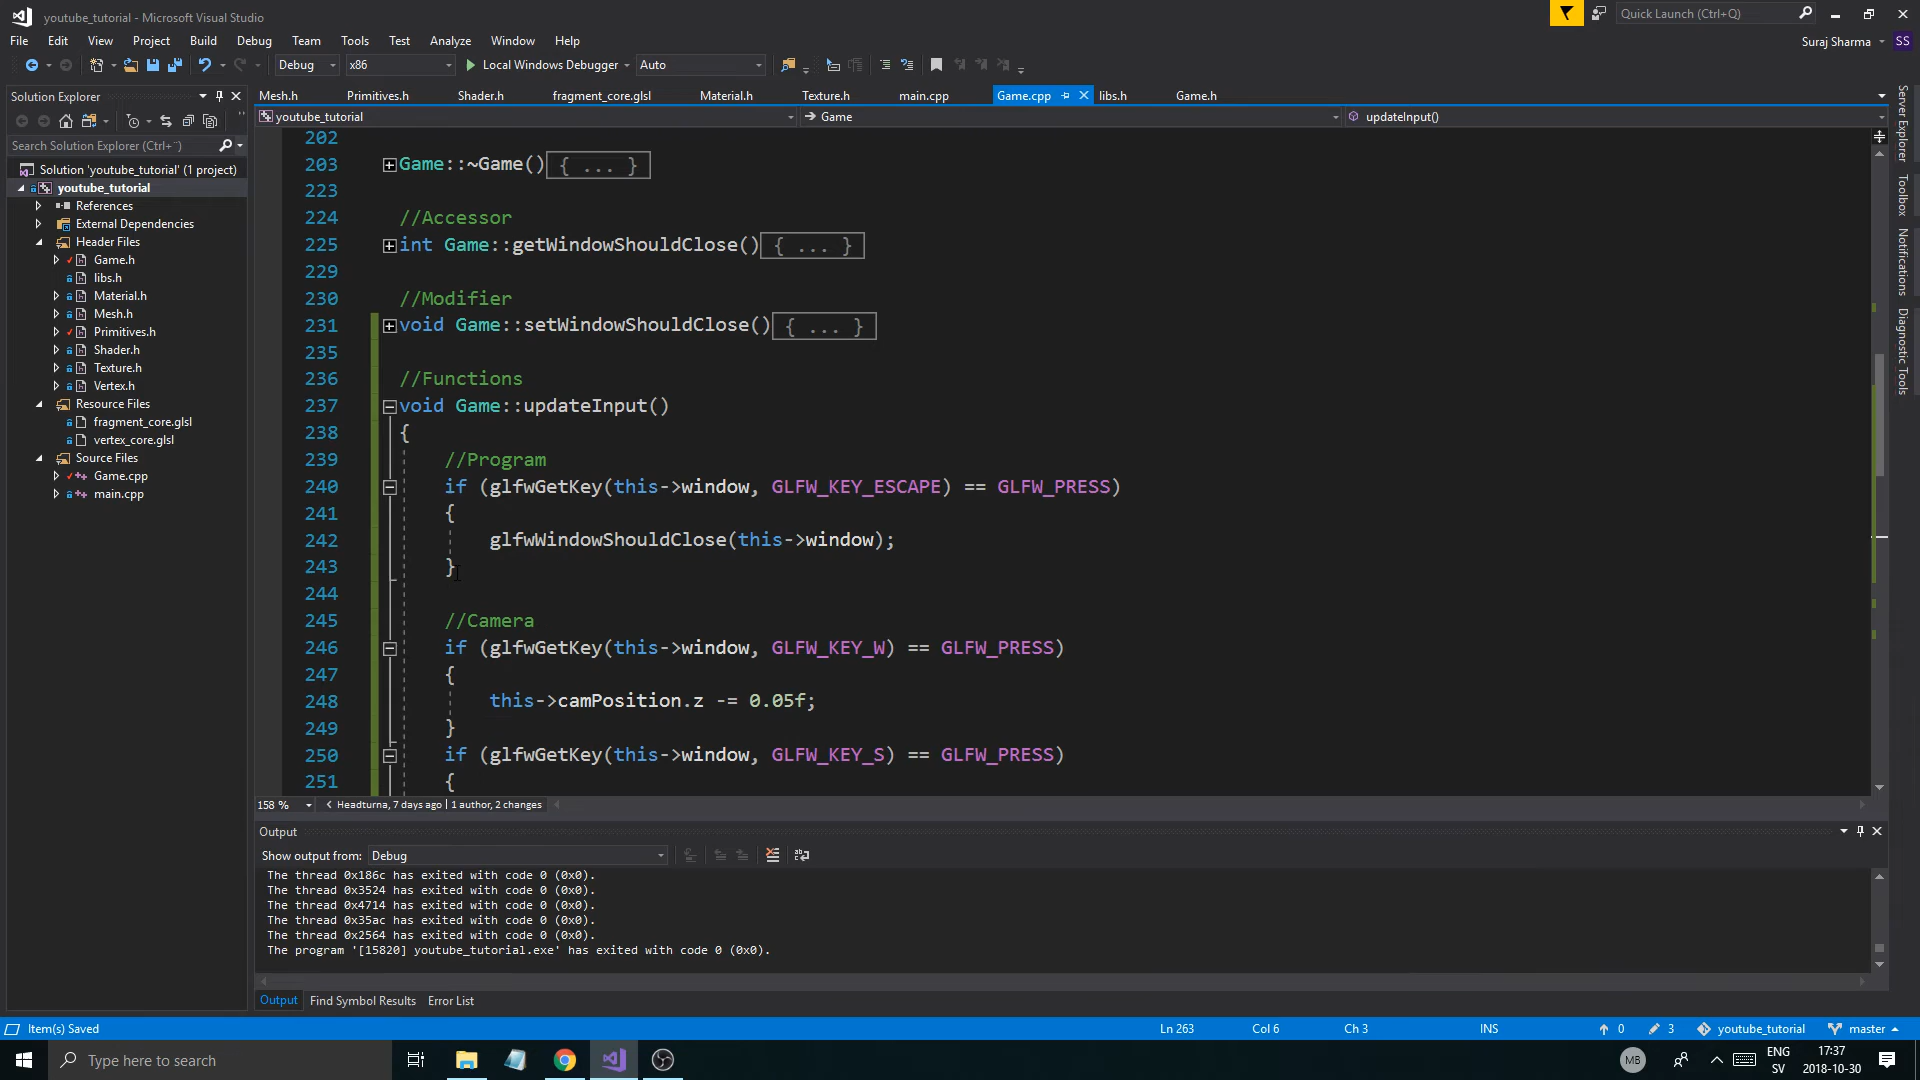 youtube_tutorial - Microsoft Visual Studio
Quick Launch (Ctrl+Q)
File Edit View Project Build Debug Team Tools Test Analyze Window Help
Suraj Sharma SS
Debug x86 Local Windows Debugger Auto
Solution Explorer
Mesh.h Primitives.h Shader.h fragment_core.glsl Material.h Texture.h main.cpp Game.cpp libs.h Game.h
youtube_tutorial Game updateInput()
Search Solution Explorer (Ctrl+¨)
Solution 'youtube_tutorial' (1 project)
youtube_tutorial
References
External Dependencies
Header Files
Game.h
libs.h
Material.h
Mesh.h
Primitives.h
Shader.h
Texture.h
Vertex.h
Resource Files
fragment_core.glsl
vertex_core.glsl
Source Files
Game.cpp
main.cpp
202
203 Game::~Game(){ ... }
223
224 //Accessor
225 int Game::getWindowShouldClose(){ ... }
229
230 //Modifier
231 void Game::setWindowShouldClose(){ ... }
235
236 //Functions
237 void Game::updateInput()
238 {
239 //Program
240 if (glfwGetKey(this->window, GLFW_KEY_ESCAPE) == GLFW_PRESS)
241 {
242 glfwWindowShouldClose(this->window);
243 }
244
245 //Camera
246 if (glfwGetKey(this->window, GLFW_KEY_W) == GLFW_PRESS)
247 {
248 this->camPosition.z -= 0.05f;
249 }
250 if (glfwGetKey(this->window, GLFW_KEY_S) == GLFW_PRESS)
251 {
158 % Headturna, 7 days ago | 1 author, 2 changes
Server Explorer
Toolbox
Notifications
Diagnostic Tools
Output
Show output from: Debug
The thread 0x186c has exited with code 0 (0x0).
The thread 0x3524 has exited with code 0 (0x0).
The thread 0x4714 has exited with code 0 (0x0).
The thread 0x35ac has exited with code 0 (0x0).
The thread 0x2564 has exited with code 0 (0x0).
The program '[15820] youtube_tutorial.exe' has exited with code 0 (0x0).
Output Find Symbol Results Error List
Item(s) Saved Ln 263 Col 6 Ch 3 INS 0 3 youtube_tutorial master
Type here to search
MB
ENG
SV
17:37
2018-10-30